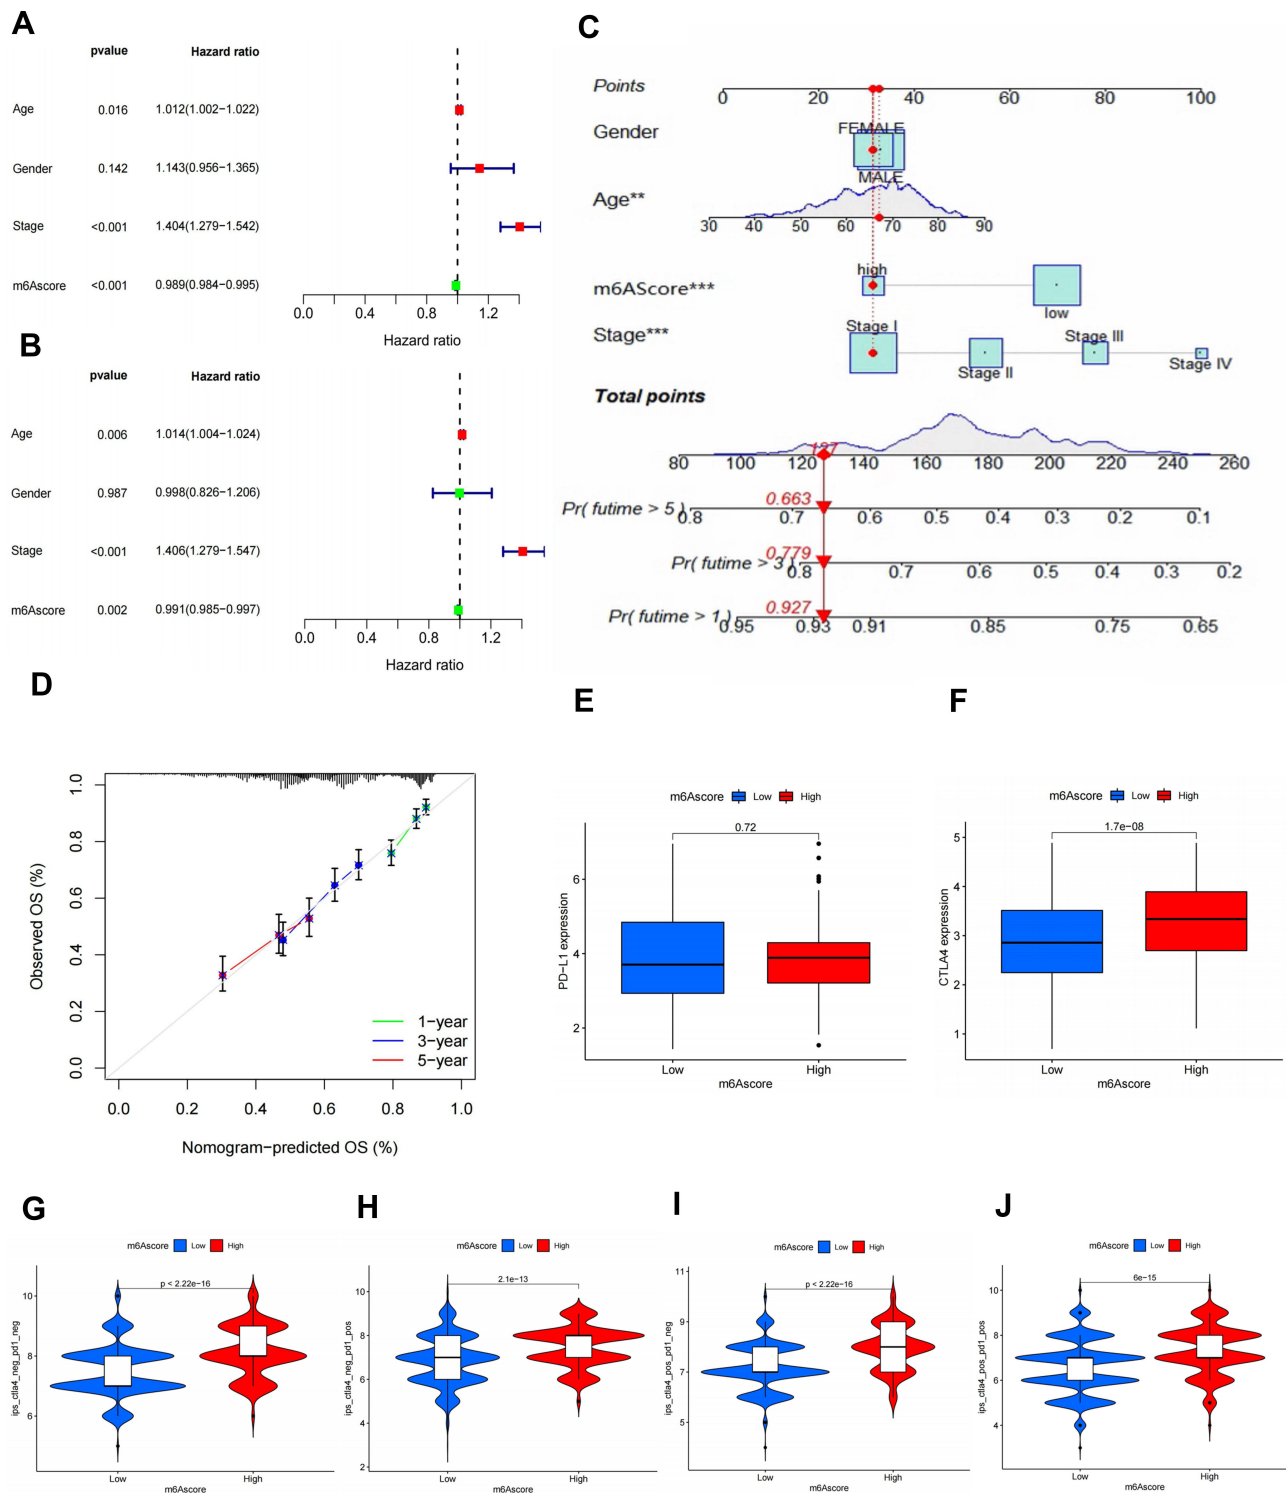 A
pvalue Hazard ratio
Age 0.016 1.012(1.002−1.022)
Gender 0.142 1.143(0.956−1.365)
Stage <0.001 1.404(1.279−1.542)
m6Ascore <0.001 0.989(0.984−0.995)
0.0 0.4 0.8 1.2
Hazard ratio
B
pvalue Hazard ratio
Age 0.006 1.014(1.004−1.024)
Gender 0.987 0.998(0.826−1.206)
Stage <0.001 1.406(1.279−1.547)
m6Ascore 0.002 0.991(0.985−0.997)
0.0 0.4 0.8 1.2
Hazard ratio
C
Points
0 20 40 60 80 100
Gender
FEMALE
MALE
Age**
30 40 50 60 70 80 90
m6AScore***
high
low
Stage***
Stage I
Stage II
Stage III
Stage IV
Total points
127
80 100 120 140 160 180 200 220 240 260
Pr( futime > 5 )
0.663
0.8 0.7 0.6 0.5 0.4 0.3 0.2 0.1
Pr( futime > 3 )
0.779
0.8 0.7 0.6 0.5 0.4 0.3 0.2
Pr( futime > 1 )
0.927
0.95 0.93 0.91 0.85 0.75 0.65
D
Observed OS (%)
0.0 0.2 0.4 0.6 0.8 1.0
1−year
3−year
5−year
0.0 0.2 0.4 0.6 0.8 1.0
Nomogram−predicted OS (%)
E
m6Ascore Low High
0.72
PD−L1 expression
6
4
2
Low High
m6Ascore
F
m6Ascore Low High
1.7e−08
CTLA4 expression
5
4
3
2
1
Low High
m6Ascore
G
m6Ascore Low High
p < 2.22e−16
ips_ctla4_neg_pd1_neg
10
8
6
Low High
m6Ascore
H
m6Ascore Low High
2.1e−13
ips_ctla4_neg_pd1_pos
10
8
6
4
2
Low High
m6Ascore
I
m6Ascore Low High
p < 2.22e−16
ips_ctla4_pos_pd1_neg
11
9
7
5
Low High
m6Ascore
J
m6Ascore Low High
6e−15
ips_ctla4_pos_pd1_pos
10
8
6
4
Low High
m6Ascore